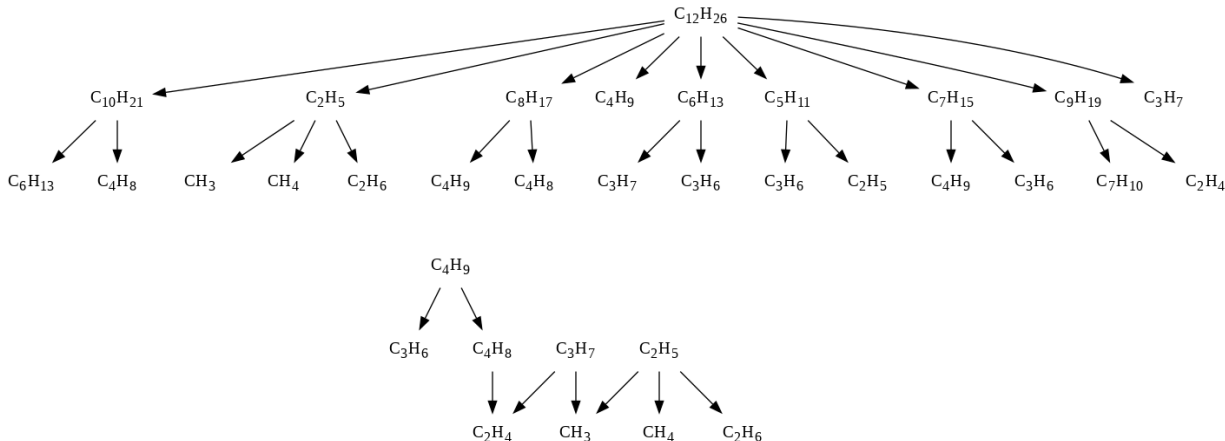 C₁₂H₂₆
C₁₀H₂₁ C₂H₅ C₈H₁₇ C₄H₉ C₆H₁₃ C₅H₁₁ C₇H₁₅ C₉H₁₉ C₃H₇
C₆H₁₃ C₄H₈ CH₃ CH₄ C₂H₆ C₄H₉ C₄H₈ C₃H₇ C₃H₆ C₃H₆ C₂H₅ C₄H₉ C₃H₆ C₇H₁₀ C₂H₄
C₄H₉
C₃H₆ C₄H₈ C₃H₇ C₂H₅
C₂H₄ CH₃ CH₄ C₂H₆